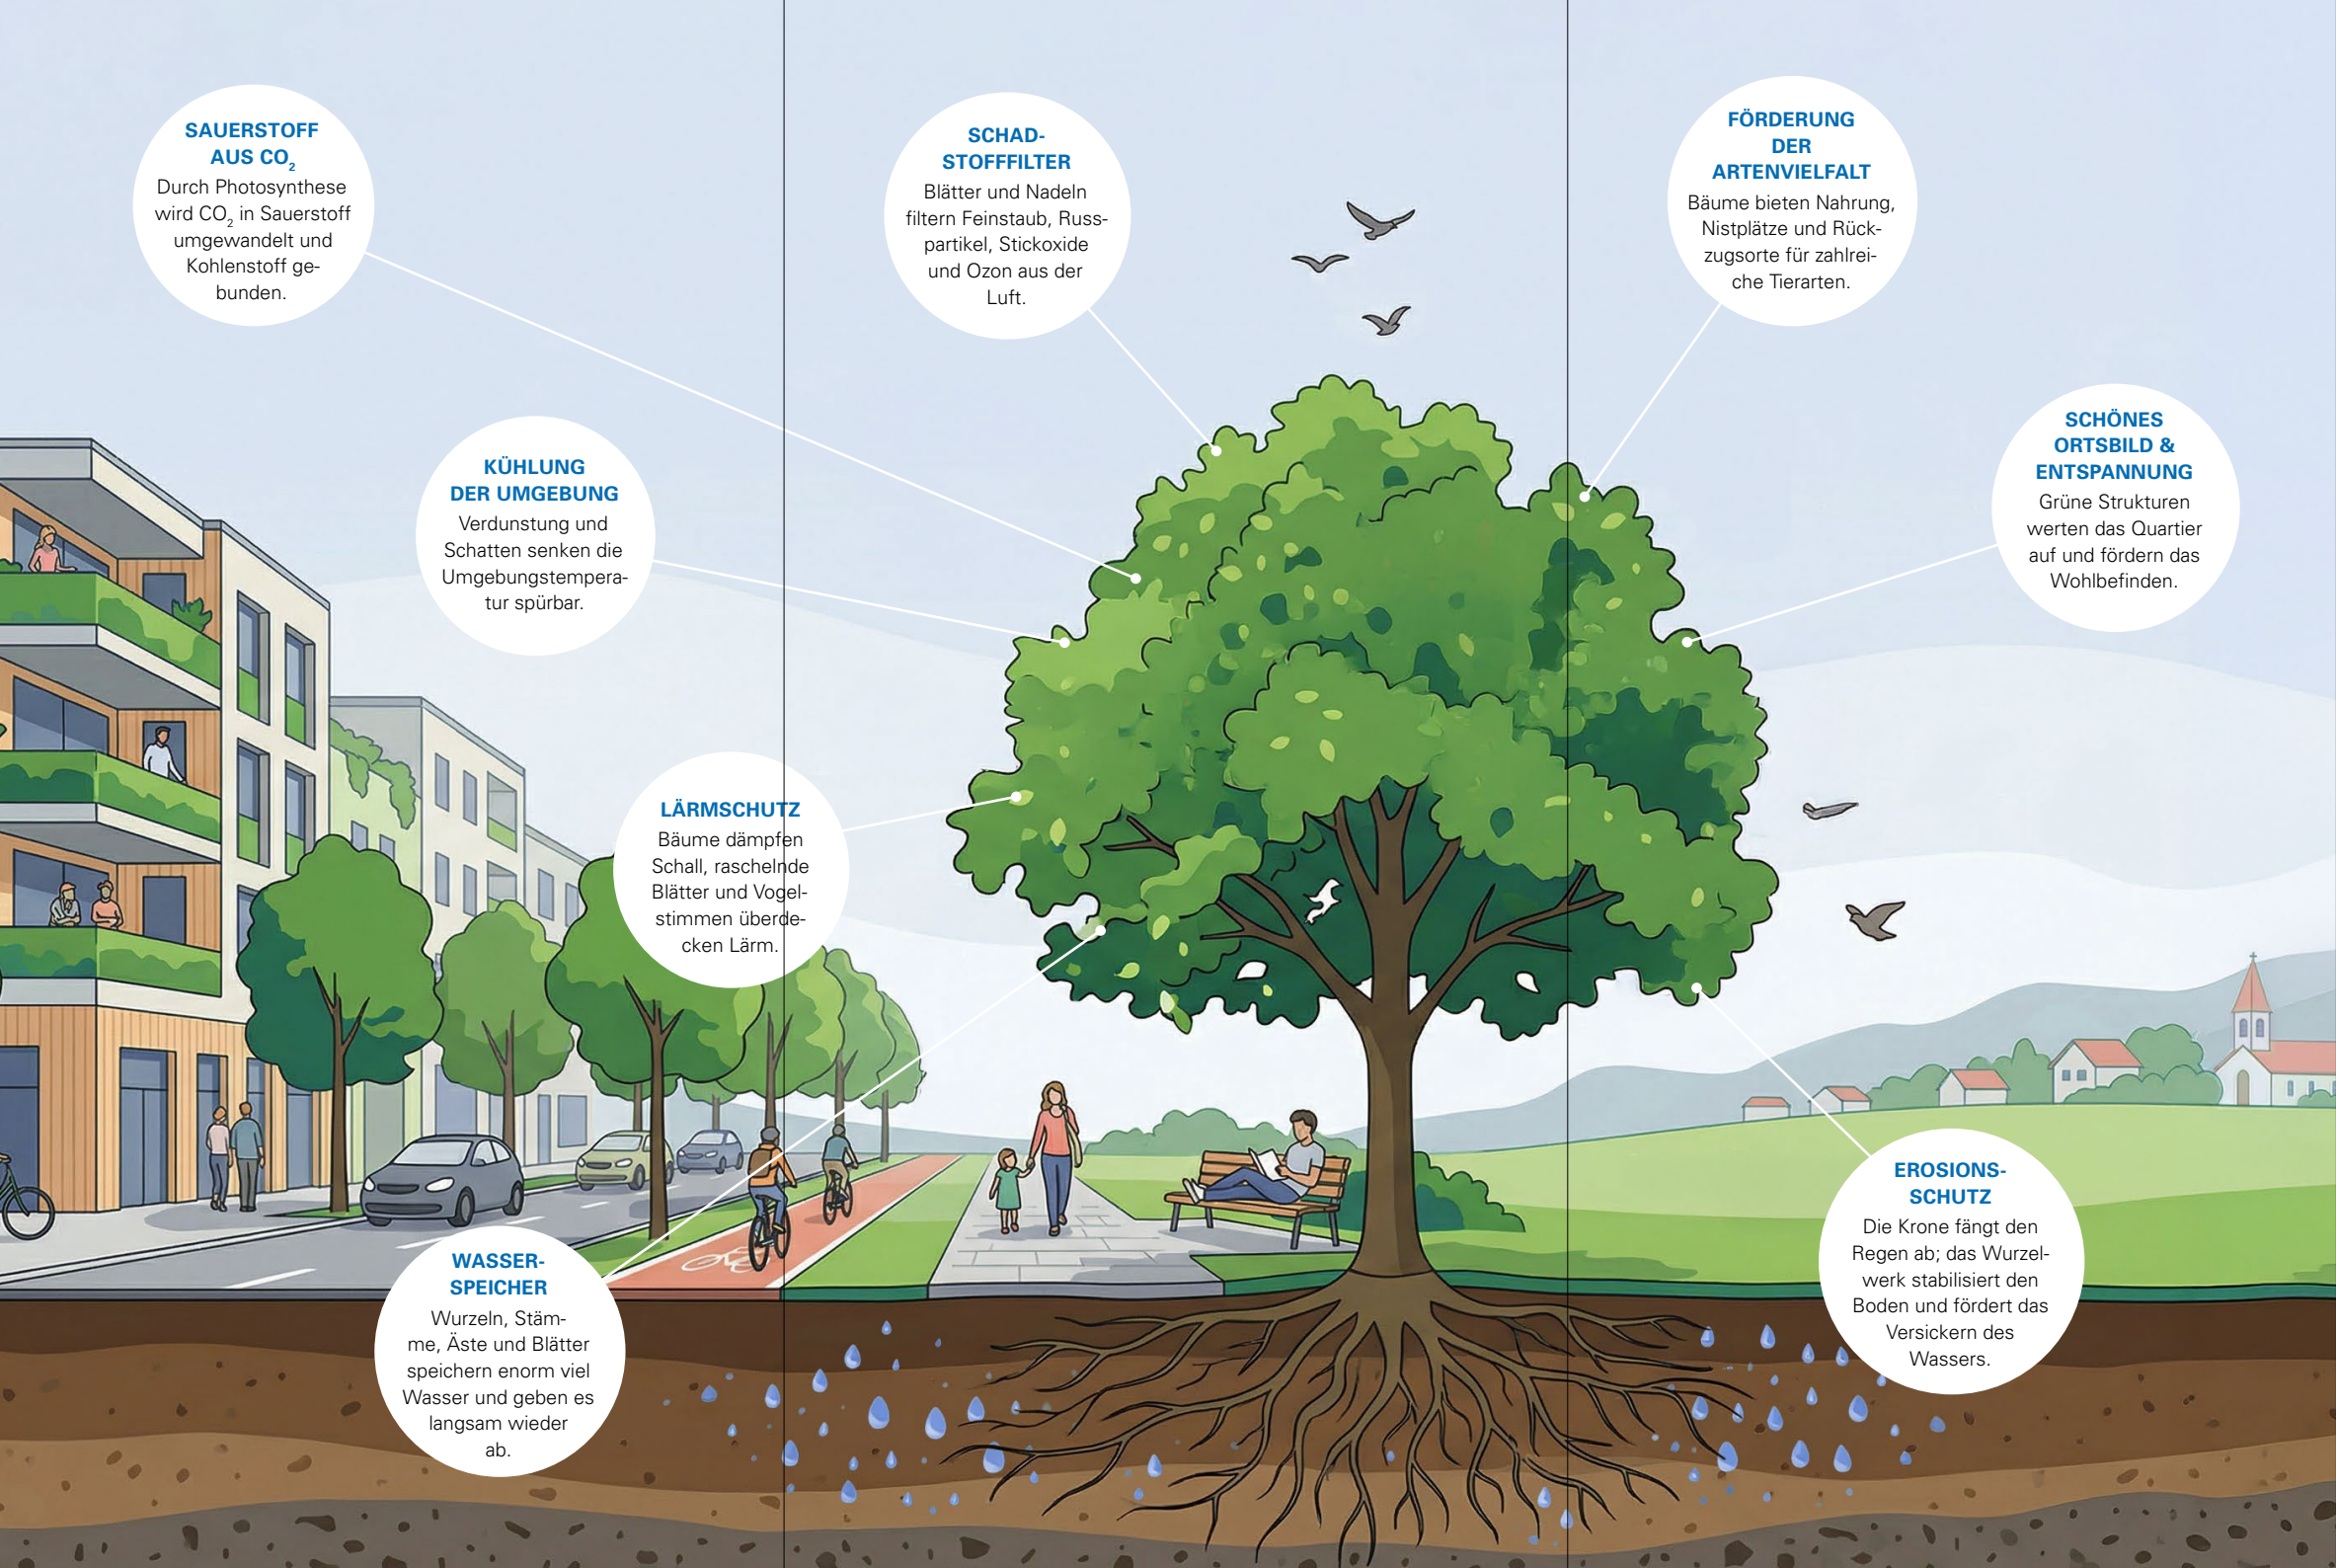 SAUERSTOFF
AUS CO₂
Durch Photosynthese
wird CO₂ in Sauerstoff
umgewandelt und
Kohlenstoff ge-
bunden.
SCHAD-
STOFFFILTER
Blätter und Nadeln
filtern Feinstaub, Russ-
partikel, Stickoxide
und Ozon aus der
Luft.
FÖRDERUNG
DER
ARTENVIELFALT
Bäume bieten Nahrung,
Nistplätze und Rück-
zugsorte für zahlrei-
che Tierarten.
KÜHLUNG
DER UMGEBUNG
Verdunstung und
Schatten senken die
Umgebungstempera-
tur spürbar.
SCHÖNES
ORTSBILD &
ENTSPANNUNG
Grüne Strukturen
werten das Quartier
auf und fördern das
Wohlbefinden.
LÄRMSCHUTZ
Bäume dämpfen
Schall, raschelnde
Blätter und Vogel-
stimmen überde-
cken Lärm.
WASSER-
SPEICHER
Wurzeln, Stäm-
me, Äste und Blätter
speichern enorm viel
Wasser und geben es
langsam wieder
ab.
EROSIONS-
SCHUTZ
Die Krone fängt den
Regen ab; das Wurzel-
werk stabilisiert den
Boden und fördert das
Versickern des
Wassers.